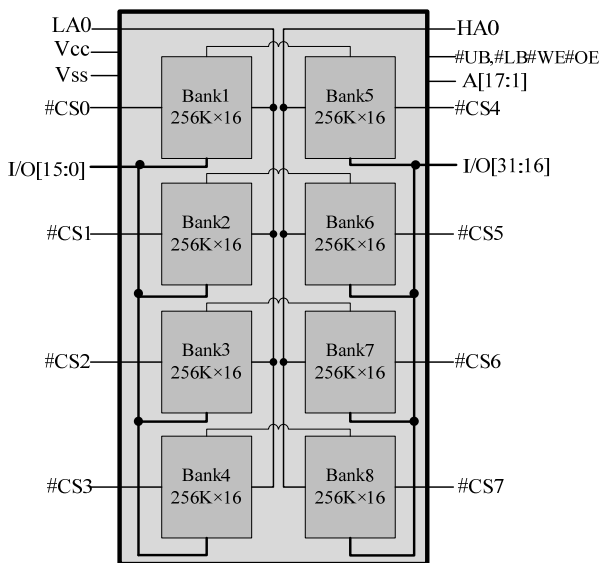 LA0
HA0
Vcc
#UB,#LB#WE#OE
Vss
A[17:1]
Bank1
256K×16
Bank5
256K×16
#CS0
#CS4
I/O[15:0]
I/O[31:16]
Bank2
256K×16
Bank6
256K×16
#CS1
#CS5
Bank3
256K×16
Bank7
256K×16
#CS2
#CS6
Bank4
256K×16
Bank8
256K×16
#CS3
#CS7